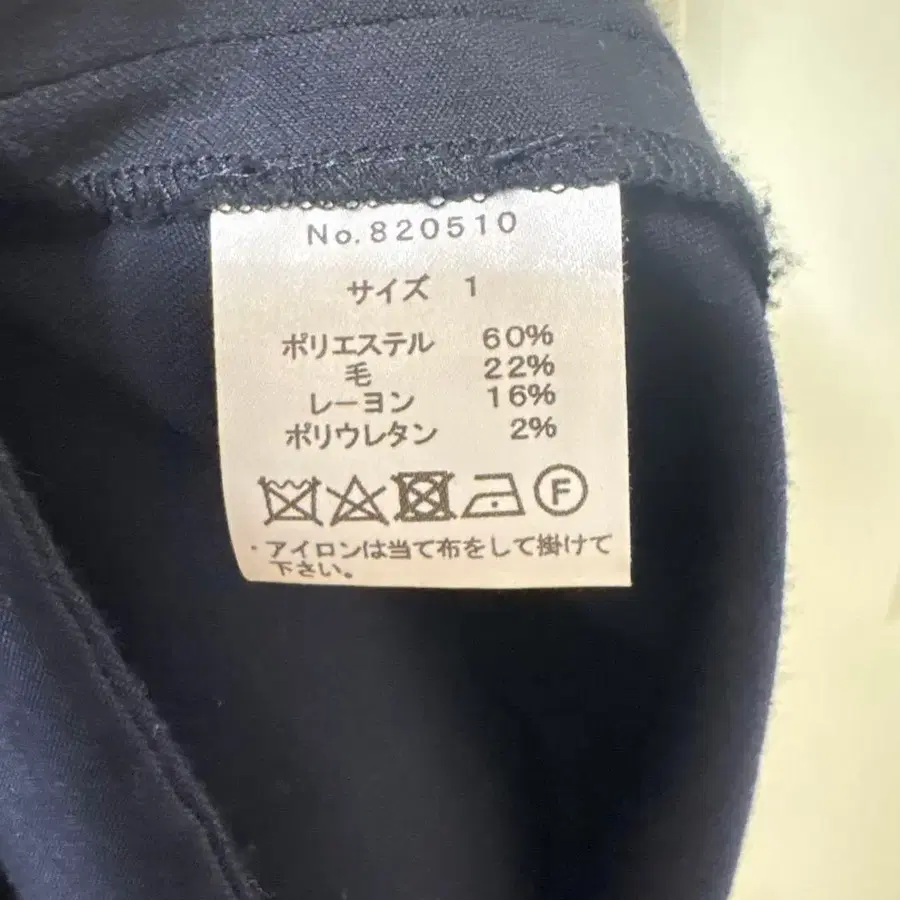 No.820510
サイズ 1
ポリエステル 60%
毛 22%
レーヨン 16%
ポリウレタン 2%
F
・アイロンは当て布をして掛けて
下さい。